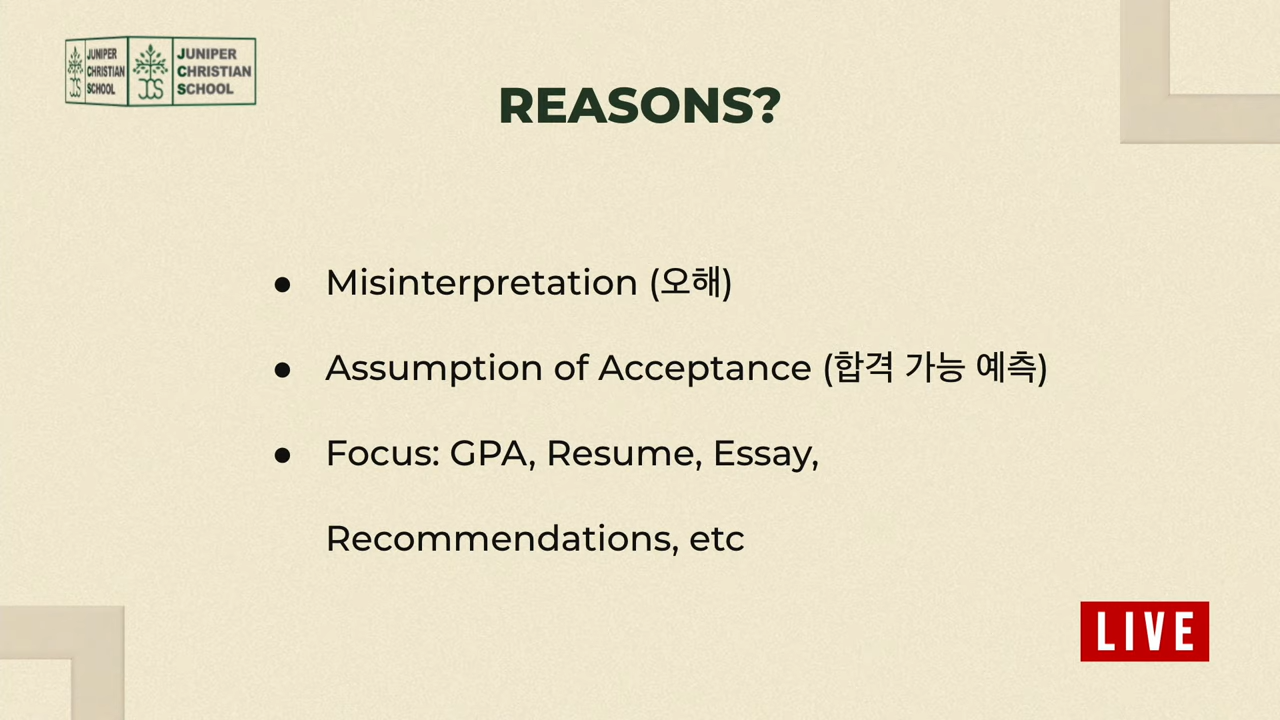 JUNIPER
CHRISTIAN
SCHOOL
JCS
JUNIPER
CHRISTIAN
SCHOOL
REASONS?
● Misinterpretation (오해)
● Assumption of Acceptance (합격 가능 예측)
● Focus: GPA, Resume, Essay,
Recommendations, etc
LIVE